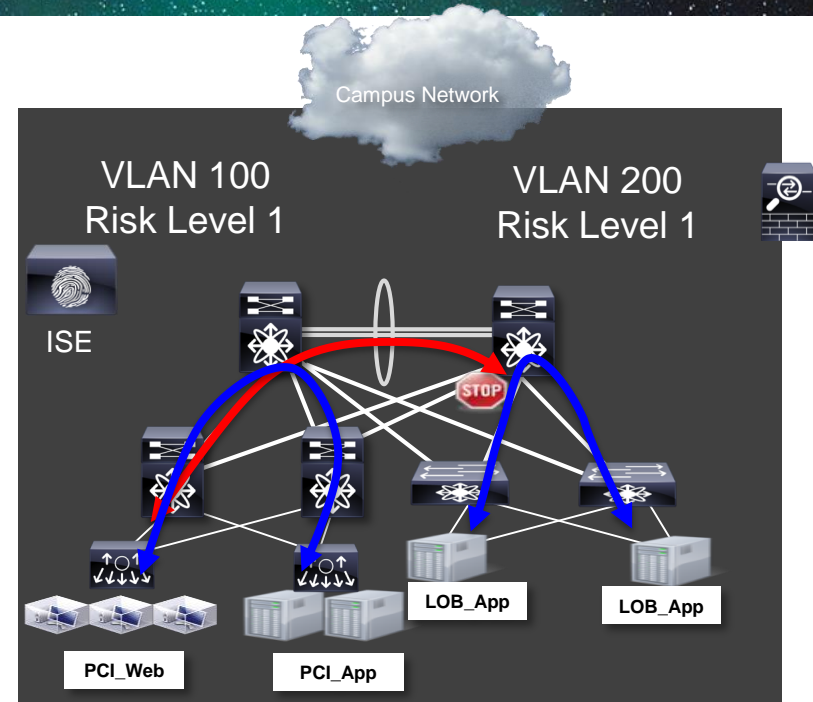 Campus Network
VLAN 100
Risk Level 1
VLAN 200
Risk Level 1
ISE
STOP
LOB_App
LOB_App
PCI_Web
PCI_App